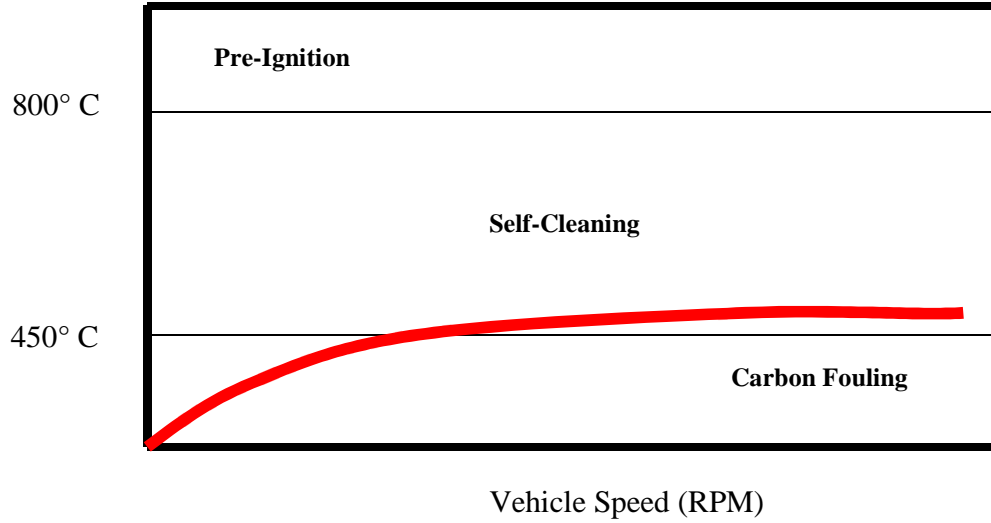 Pre-Ignition
800° C
Self-Cleaning
450° C
Carbon Fouling
Vehicle Speed (RPM)